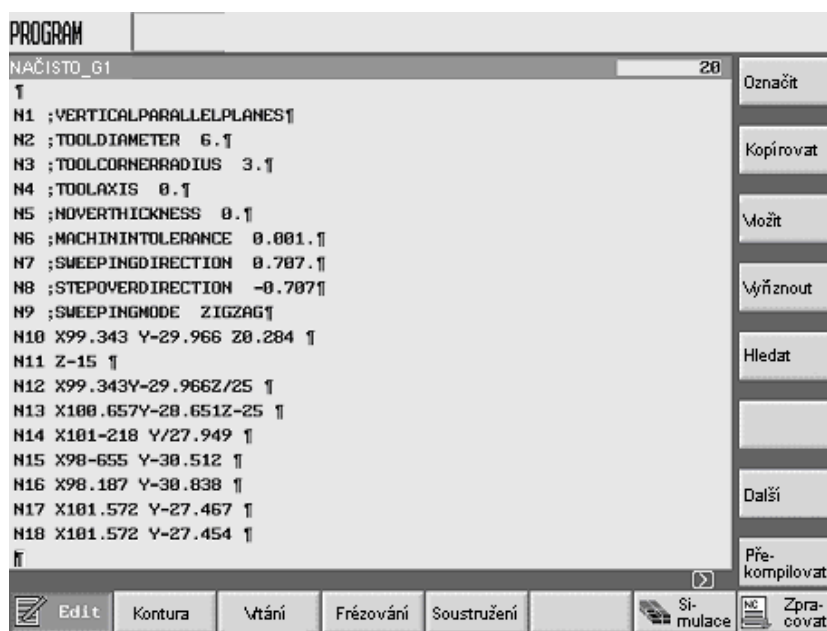 PROGRAM
NAČISTO_G1 20
¶
N1 ;VERTICALPARALLELPLANES¶
N2 ;TOOLDIAMETER 6.¶
N3 ;TOOLCORNERRADIUS 3.¶
N4 ;TOOLAXIS 0.¶
N5 ;NOVERTHICKNESS 0.¶
N6 ;MACHININTOLERANCE 0.001.¶
N7 ;SWEEPINGDIRECTION 0.707.¶
N8 ;STEPOVERDIRECTION -0.707¶
N9 ;SWEEPINGMODE ZIGZAG¶
N10 X99.343 Y-29.966 Z0.284 ¶
N11 Z-15 ¶
N12 X99.343Y-29.966Z/25 ¶
N13 X100.657Y-28.651Z-25 ¶
N14 X101-218 Y/27.949 ¶
N15 X98-655 Y-30.512 ¶
N16 X98.187 Y-30.838 ¶
N17 X101.572 Y-27.467 ¶
N18 X101.572 Y-27.454 ¶
¶
Označit
Kopírovat
Vložit
Vyříznout
Hledat
Další
Pře-
kompilovat
Edit
Kontura
Vrtání
Frézování
Soustružení
Si-
mulace
NC
Zpra-
covat